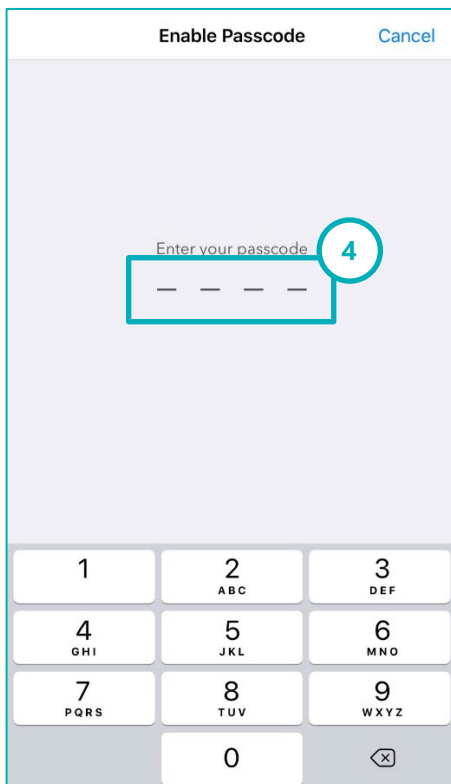 Enable Passcode Cancel
Enter your passcode
4
1 2 3
ABC DEF
4 5 6
GHI JKL MNO
7 8 9
PQRS TUV WXYZ
0